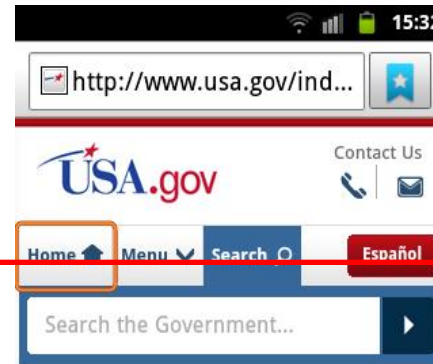 15:32
http://www.usa.gov/ind...
USA.gov
Contact Us
Home Menu Search Español
Search the Government...